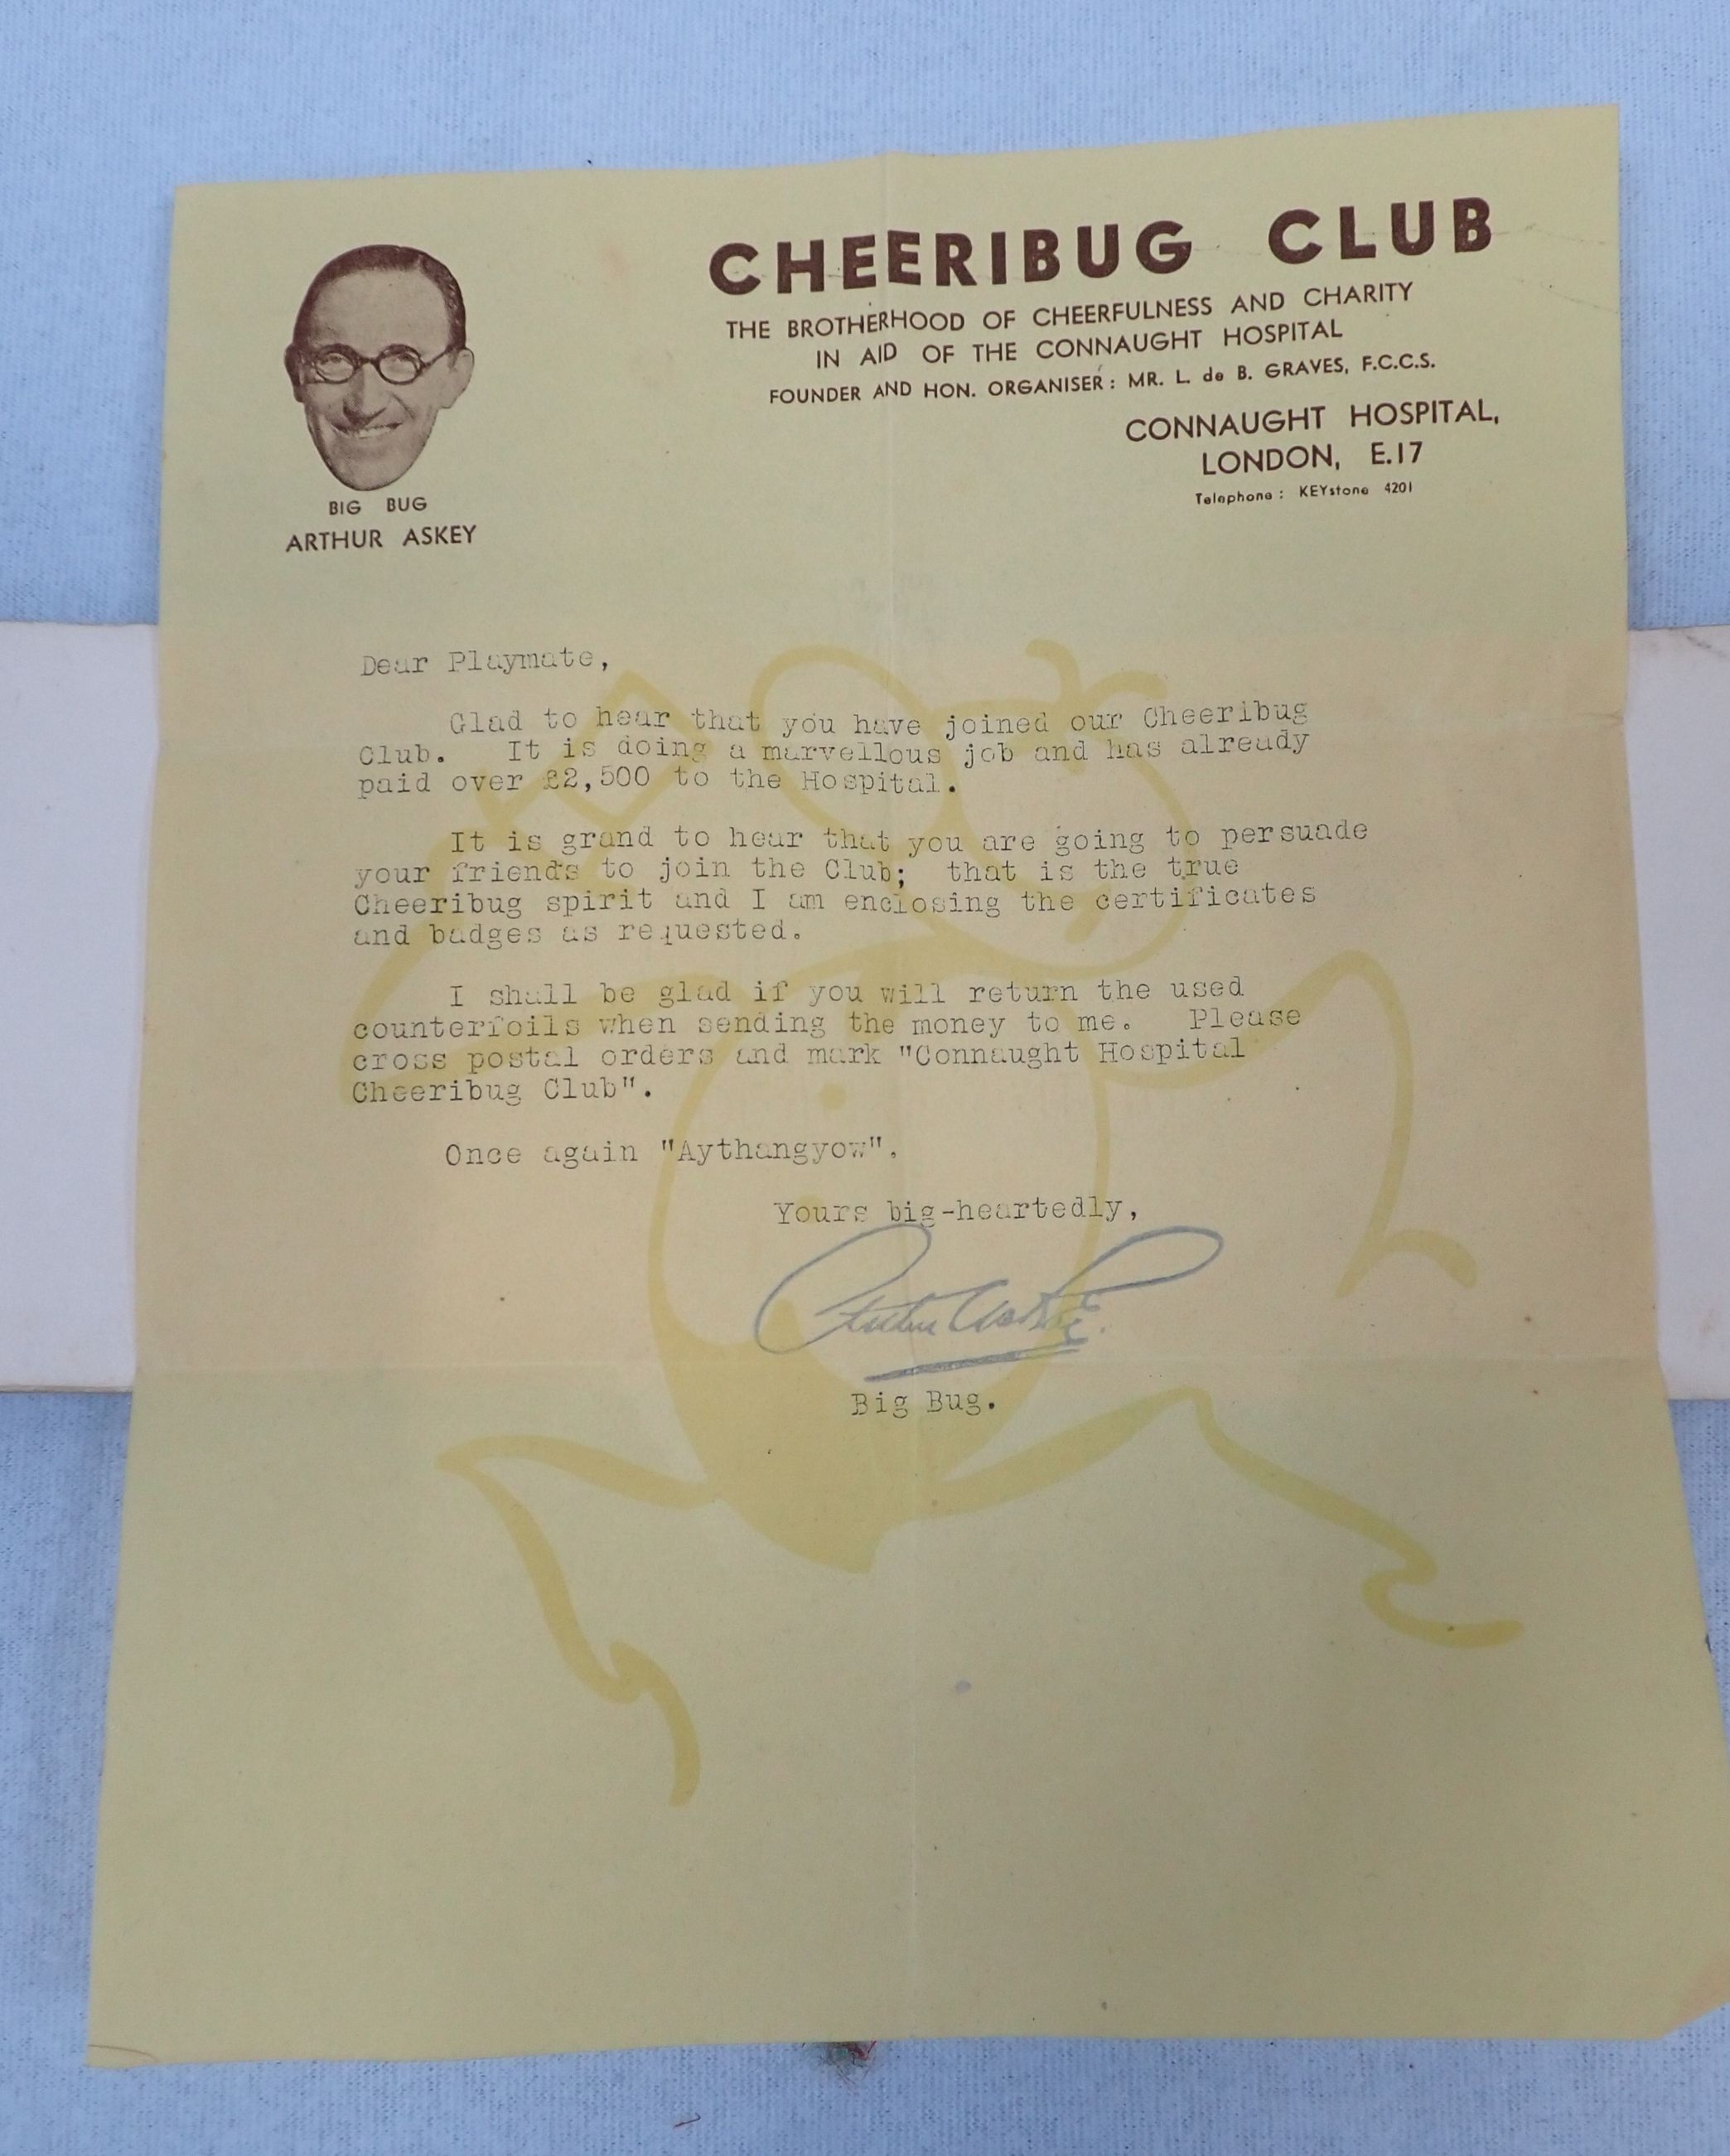 CHEERIBUG CLUB
THE BROTHERHOOD OF CHEERFULNESS AND CHARITY
IN AID OF THE CONNAUGHT HOSPITAL
FOUNDER AND HON. ORGANISER: MR. L. de B. GRAVES, F.C.C.S.
CONNAUGHT HOSPITAL,
LONDON, E.17
Telephone: KEYstone 4201
BIG BUG
ARTHUR ASKEY
Dear Playmate,
Glad to hear that you have joined our Cheeribug
Club. It is doing a marvellous job and has already
paid over £2,500 to the Hospital.
It is grand to hear that you are going to persuade
your friends to join the Club; that is the true
Cheeribug spirit and I am enclosing the certificates
and badges as requested.
I shall be glad if you will return the used
counterfoils when sending the money to me. Please
cross postal orders and mark "Connaught Hospital
Cheeribug Club".
Once again "Aythangyow".
Yours big-heartedly,
Arthur Askey.
Big Bug.